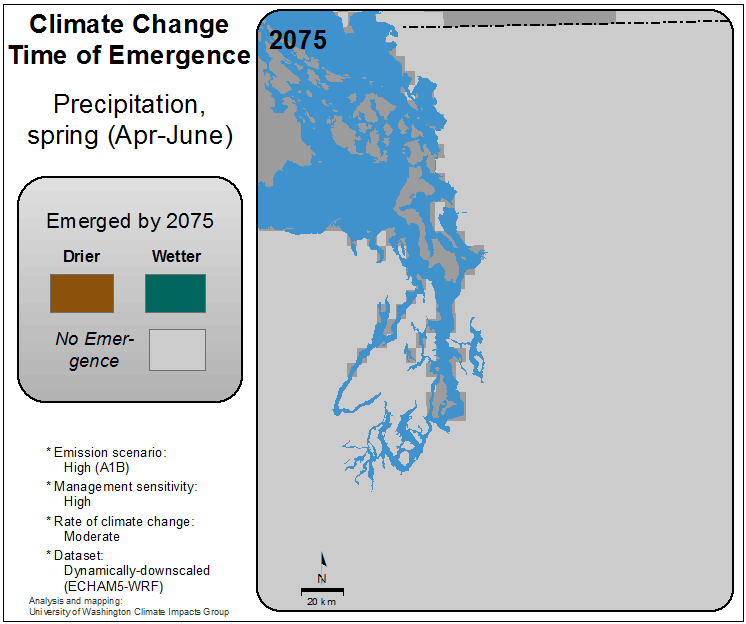 Climate Change
Time of Emergence
Precipitation,
spring (Apr-June)
Emerged by 2075
Drier Wetter
No Emer-
gence
* Emission scenario:
High (A1B)
* Management sensitivity:
High
* Rate of climate change:
Moderate
* Dataset:
Dynamically-downscaled
(ECHAM5-WRF)
Analysis and mapping:
University of Washington Climate Impacts Group
2075
N
20 km